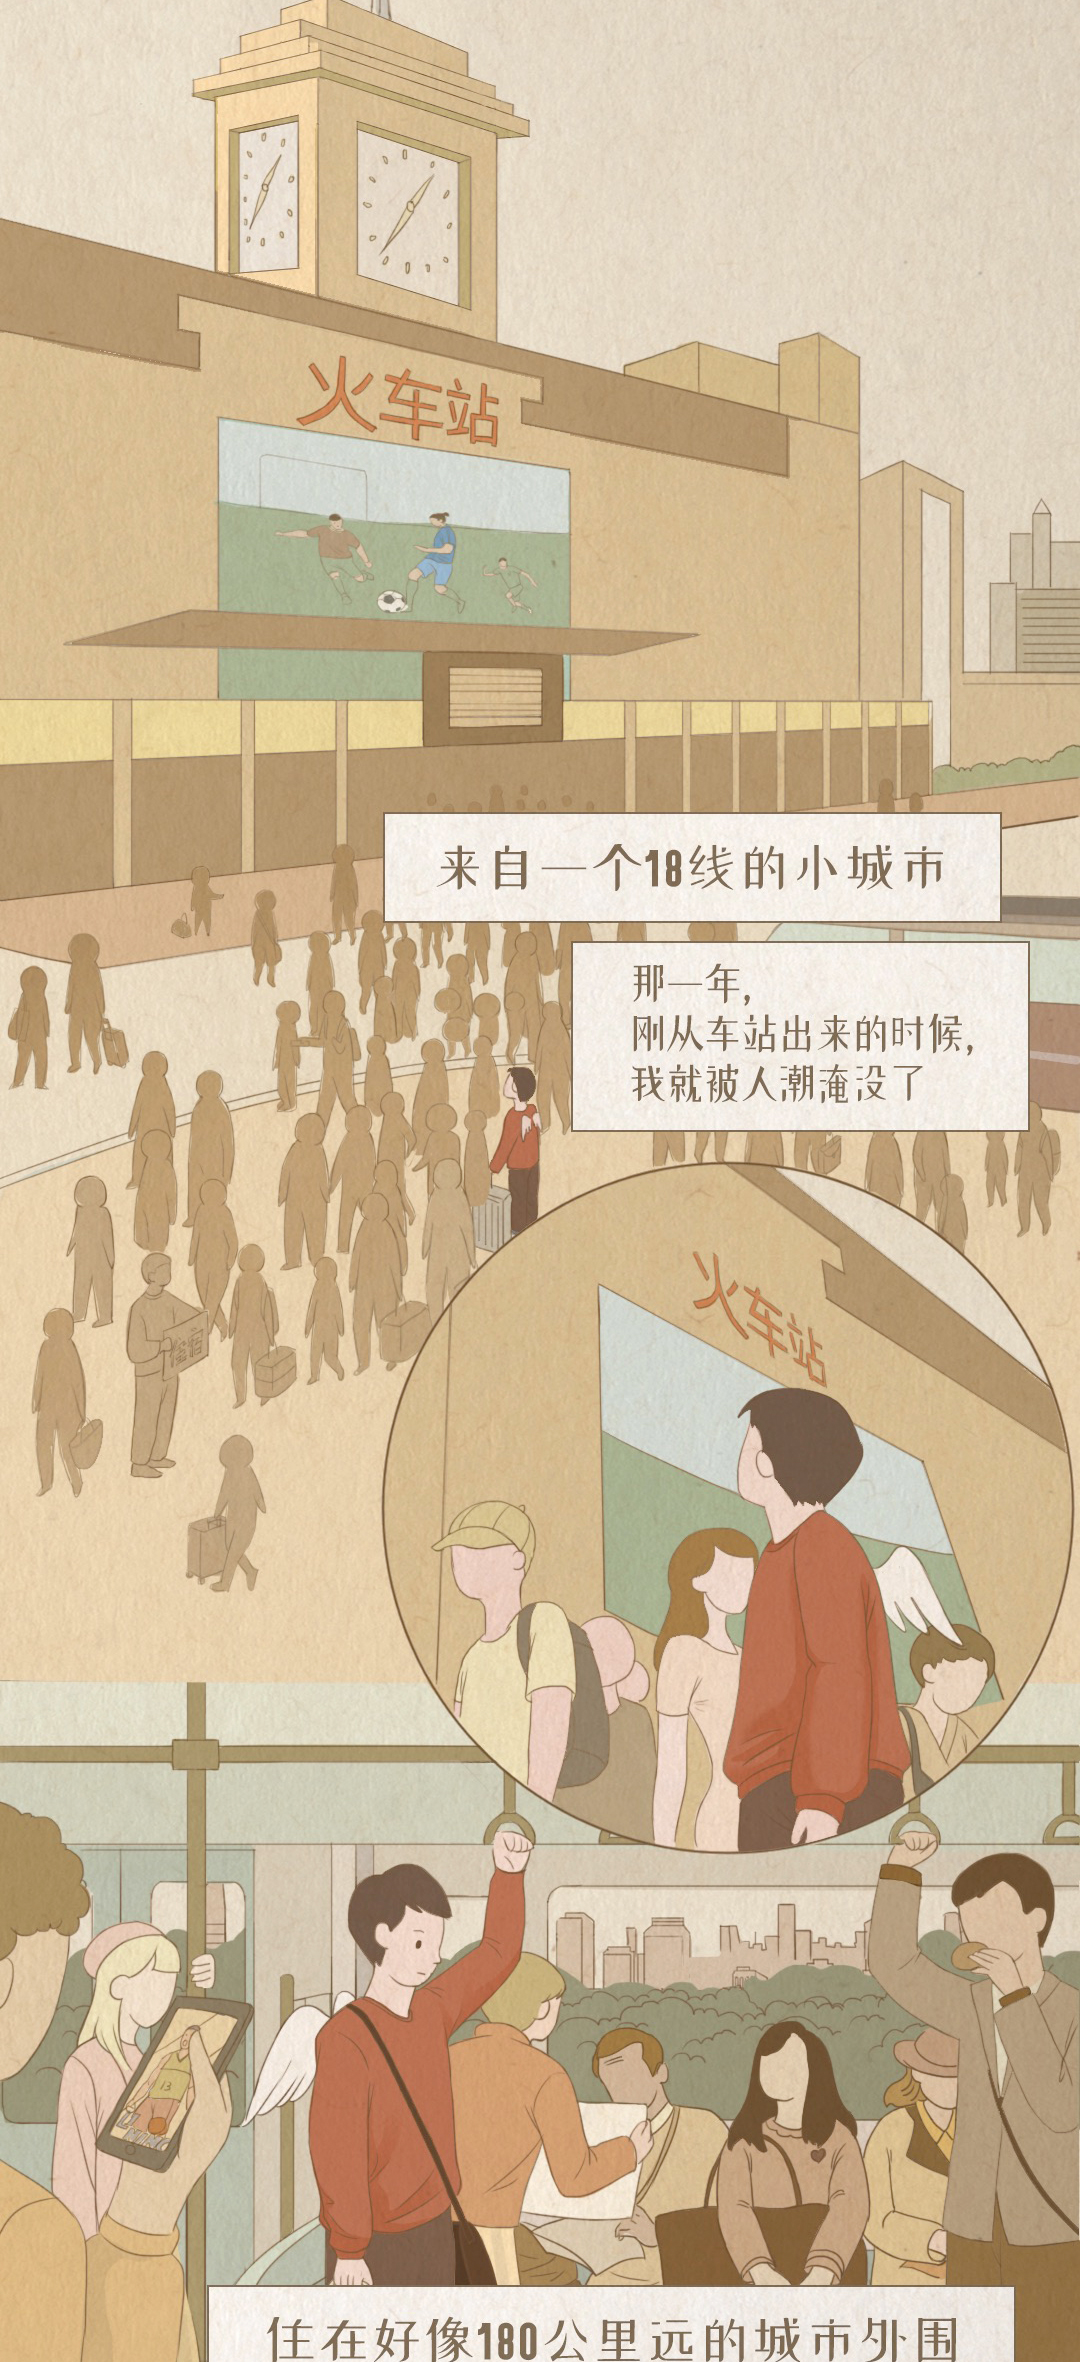 火车站
来自一个18线的小城市
那一年，
刚从车站出来的时候，
我就被人潮淹没了
住宿
火车站
13
住在好像180公里远的城市外围